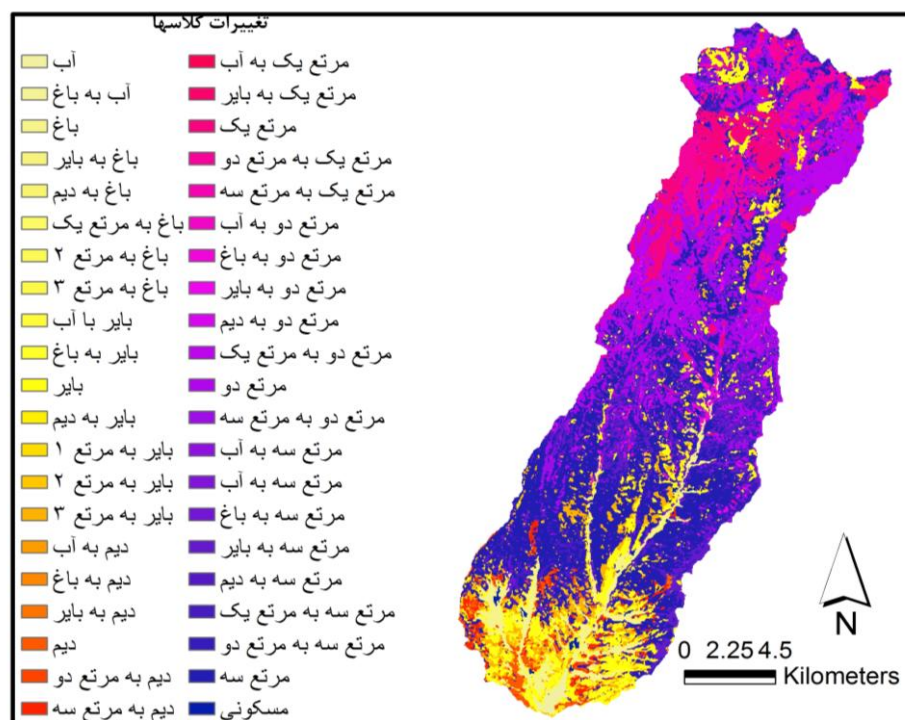 تغییرات کلاسها
مرتع یک به آب
مرتع یک به بایر
مرتع یک
مرتع یک به مرتع دو
مرتع یک به مرتع سه
مرتع دو به آب
مرتع دو به باغ
مرتع دو به بایر
مرتع دو به دیم
مرتع دو به مرتع یک
مرتع دو
مرتع دو به مرتع سه
مرتع سه به آب
مرتع سه به آب
مرتع سه به باغ
مرتع سه به بایر
مرتع سه به دیم
مرتع سه به مرتع یک
مرتع سه به مرتع دو
مرتع سه
مسکونی
آب
آب به باغ
باغ
باغ به بایر
باغ به دیم
باغ به مرتع یک
باغ به مرتع ۲
باغ به مرتع ۳
بایر با آب
بایر به باغ
بایر
بایر به دیم
بایر به مرتع ۱
بایر به مرتع ۲
بایر به مرتع ۳
دیم به آب
دیم به باغ
دیم به بایر
دیم
دیم به مرتع دو
دیم به مرتع سه
N
0 2.25 4.5
Kilometers